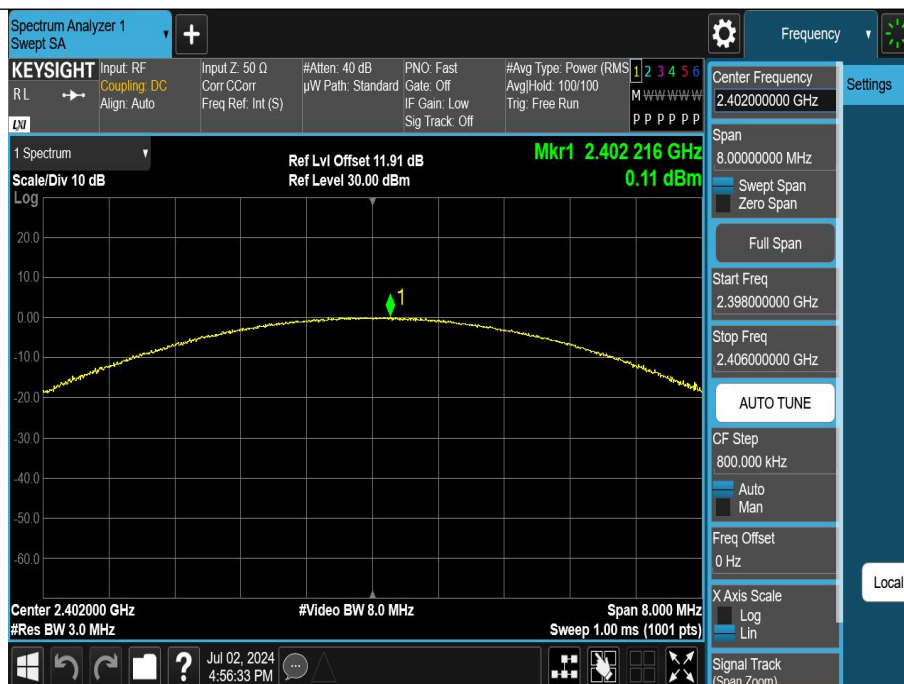 Spectrum Analyzer 1
Swept SA
+
Frequency
KEYSIGHT
R L
LXI
Input: RF
Coupling: DC
Align: Auto
Input Z: 50 Ω
Corr CCorr
Freq Ref: Int (S)
#Atten: 40 dB
µW Path: Standard
PNO: Fast
Gate: Off
IF Gain: Low
Sig Track: Off
#Avg Type: Power (RMS
Avg|Hold: 100/100
Trig: Free Run
1 2 3 4 5 6
M W W W W W
P P P P P P
1 Spectrum
Scale/Div 10 dB
Log
Ref Lvl Offset 11.91 dB
Ref Level 30.00 dBm
Mkr1 2.402 216 GHz
0.11 dBm
20.0
10.0
0.00
-10.0
-20.0
-30.0
-40.0
-50.0
-60.0
1
Center 2.402000 GHz
#Res BW 3.0 MHz
#Video BW 8.0 MHz
Span 8.000 MHz
Sweep 1.00 ms (1001 pts)
?
Jul 02, 2024
4:56:33 PM
Center Frequency
2.402000000 GHz
Settings
Span
8.00000000 MHz
Swept Span
Zero Span
Full Span
Start Freq
2.398000000 GHz
Stop Freq
2.406000000 GHz
AUTO TUNE
CF Step
800.000 kHz
Auto
Man
Freq Offset
0 Hz
X Axis Scale
Log
Lin
Local
Signal Track
(Span Zoom)